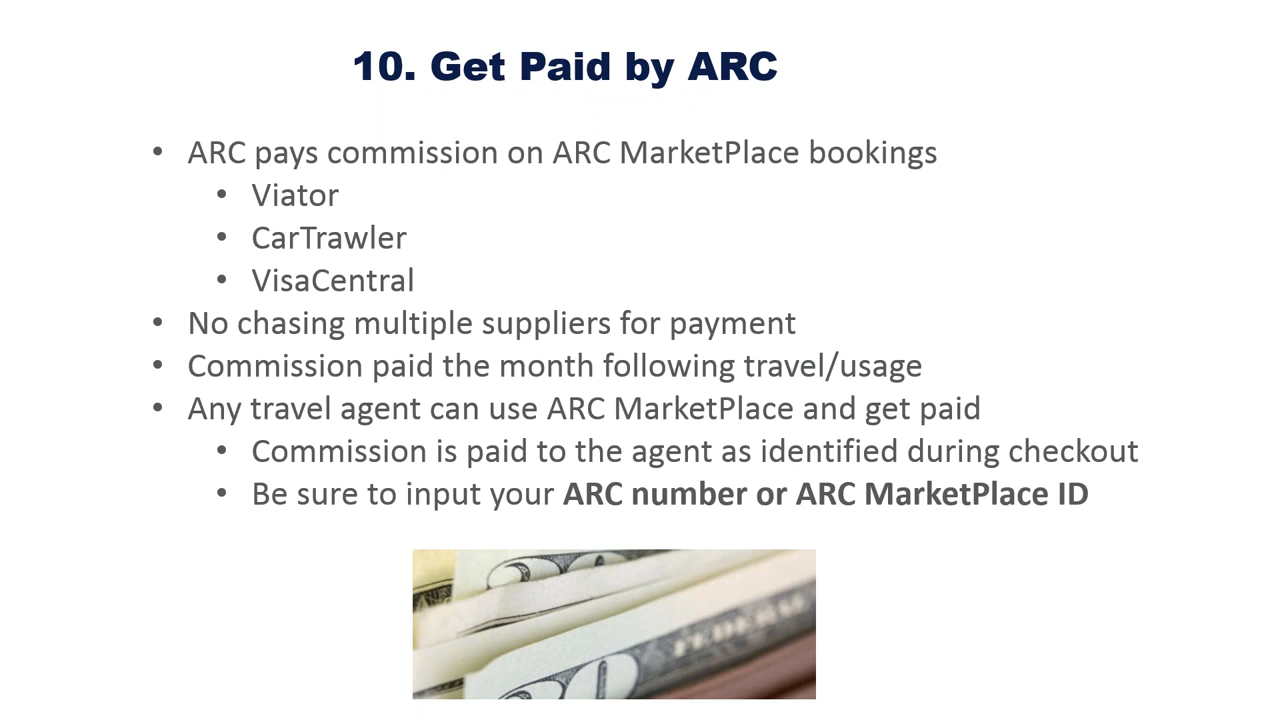 10. Get Paid by ARC
• ARC pays commission on ARC MarketPlace bookings
• Viator
• CarTrawler
• VisaCentral
• No chasing multiple suppliers for payment
• Commission paid the month following travel/usage
• Any travel agent can use ARC MarketPlace and get paid
• Commission is paid to the agent as identified during checkout
• Be sure to input your ARC number or ARC MarketPlace ID
20
FEDERAL
20